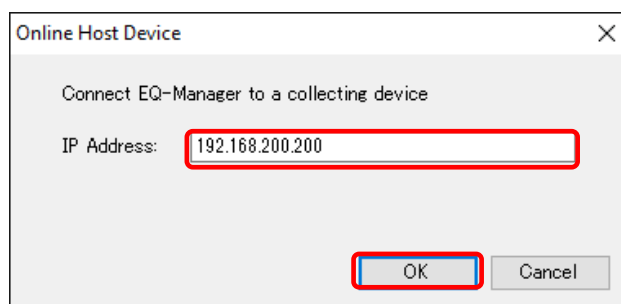 Online Host Device
Connect EQ-Manager to a collecting device
IP Address: 192.168.200.200
OK Cancel